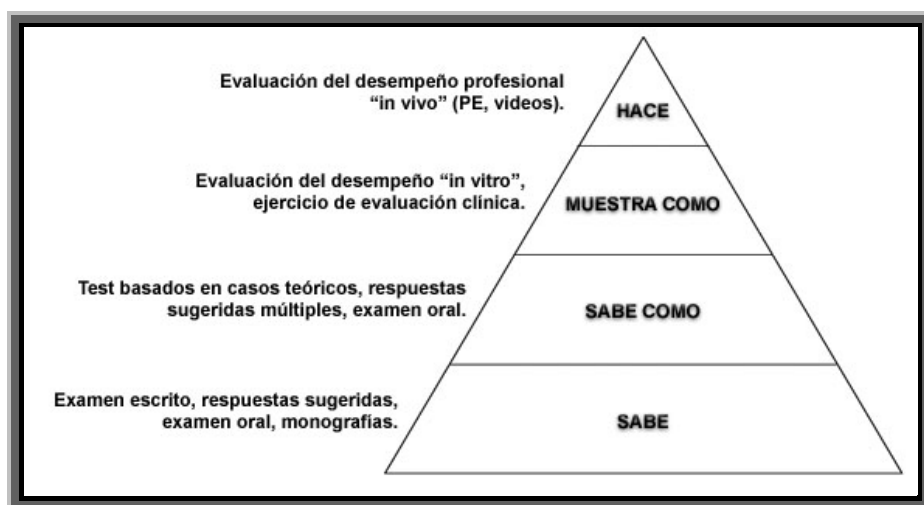 Evaluación del desempeño profesional
“in vivo” (PE, videos).
HACE
Evaluación del desempeño “in vitro”,
ejercicio de evaluación clínica.
MUESTRA COMO
Test basados en casos teóricos, respuestas
sugeridas múltiples, examen oral.
SABE COMO
Examen escrito, respuestas sugeridas,
examen oral, monografías.
SABE